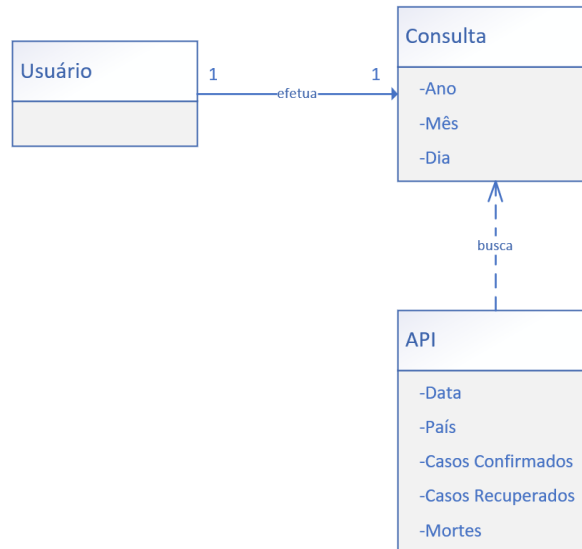 Usuário
1
efetua
1
Consulta
-Ano
-Mês
-Dia
busca
API
-Data
-País
-Casos Confirmados
-Casos Recuperados
-Mortes